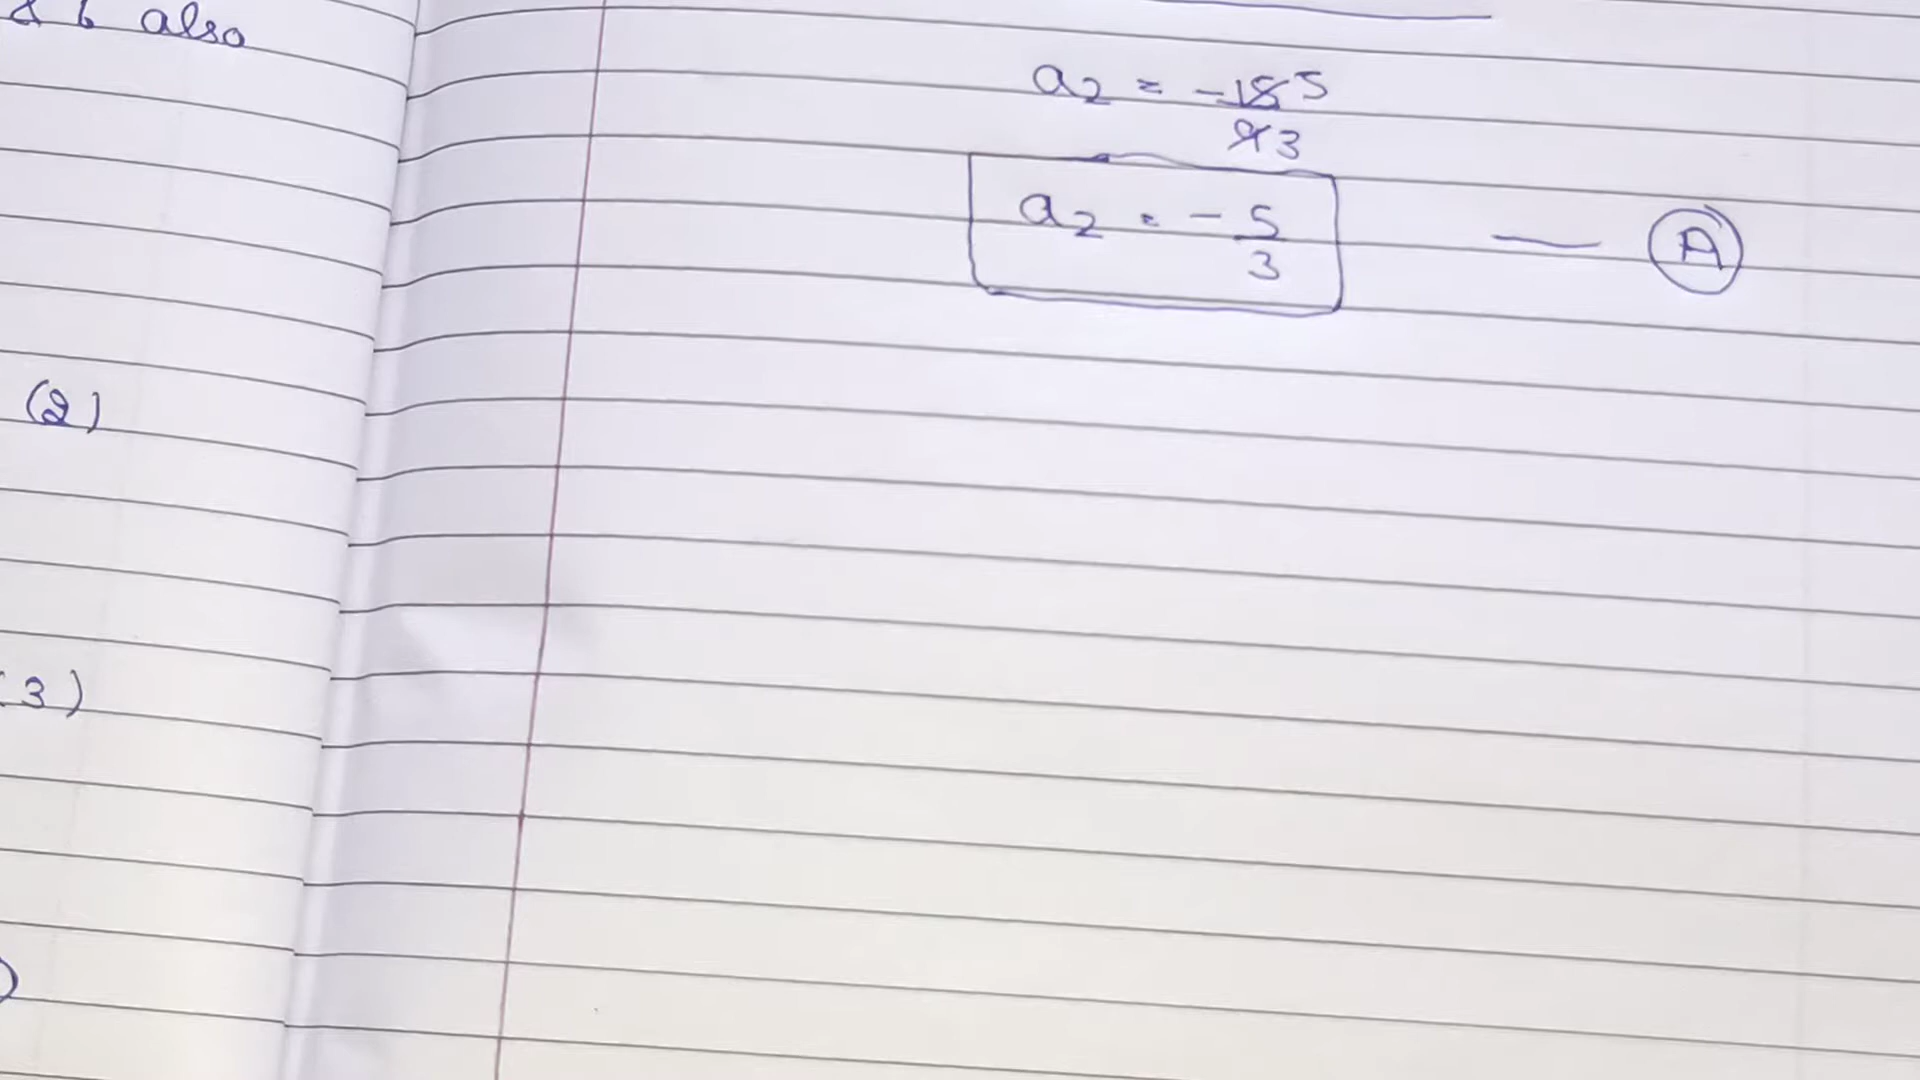 & b also
(2)
(3)
a2 = -15 5
9 3
a2 = - 5
3
— A